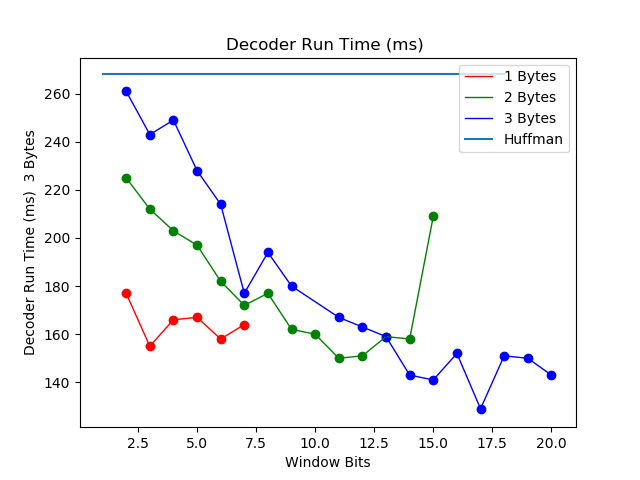 Decoder Run Time (ms)
1 Bytes
2 Bytes
3 Bytes
Huffman
260
240
220
200
180
160
140
Decoder Run Time (ms)  3 Bytes
2.5
5.0
7.5
10.0
12.5
15.0
17.5
20.0
Window Bits